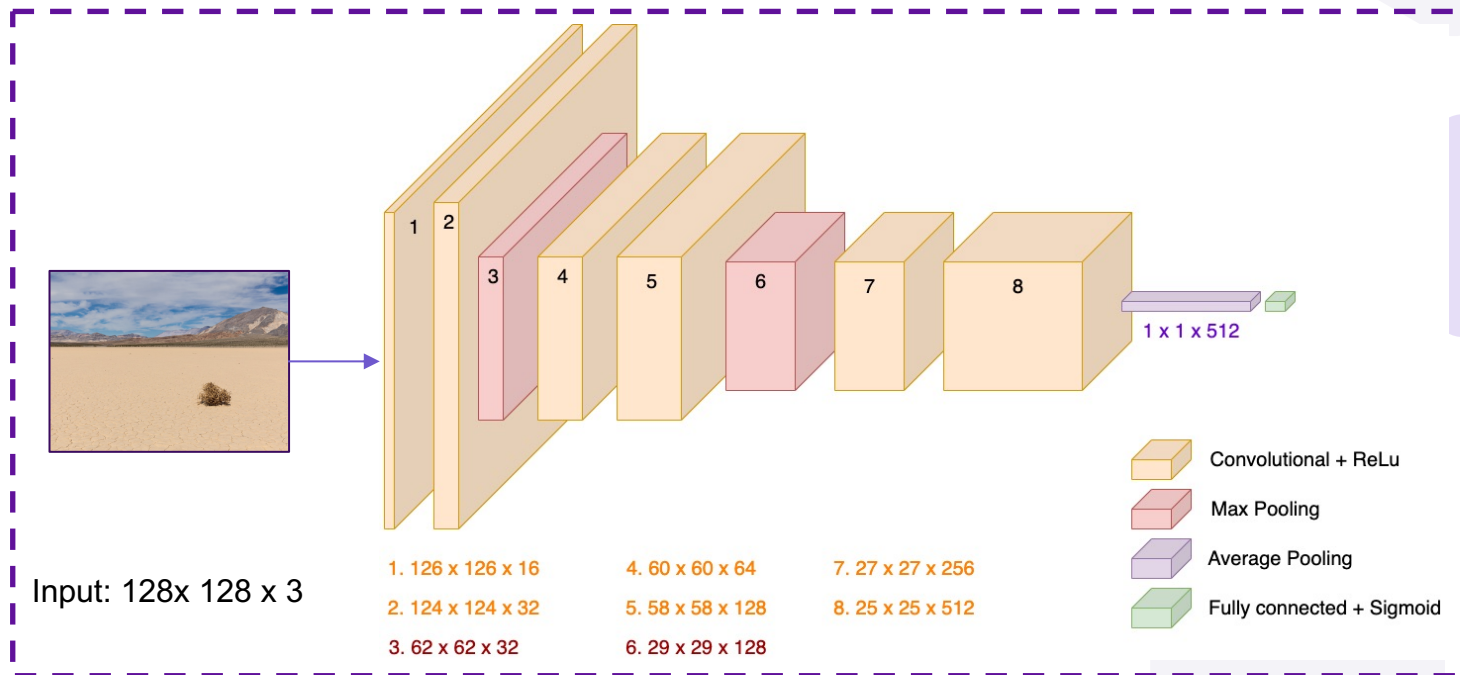 1
2
3
4
5
6
7
8
1 x 1 x 512
Convolutional + ReLu
Max Pooling
Average Pooling
Fully connected + Sigmoid
Input: 128x 128 x 3
1. 126 x 126 x 16
2. 124 x 124 x 32
3. 62 x 62 x 32
4. 60 x 60 x 64
5. 58 x 58 x 128
6. 29 x 29 x 128
7. 27 x 27 x 256
8. 25 x 25 x 512